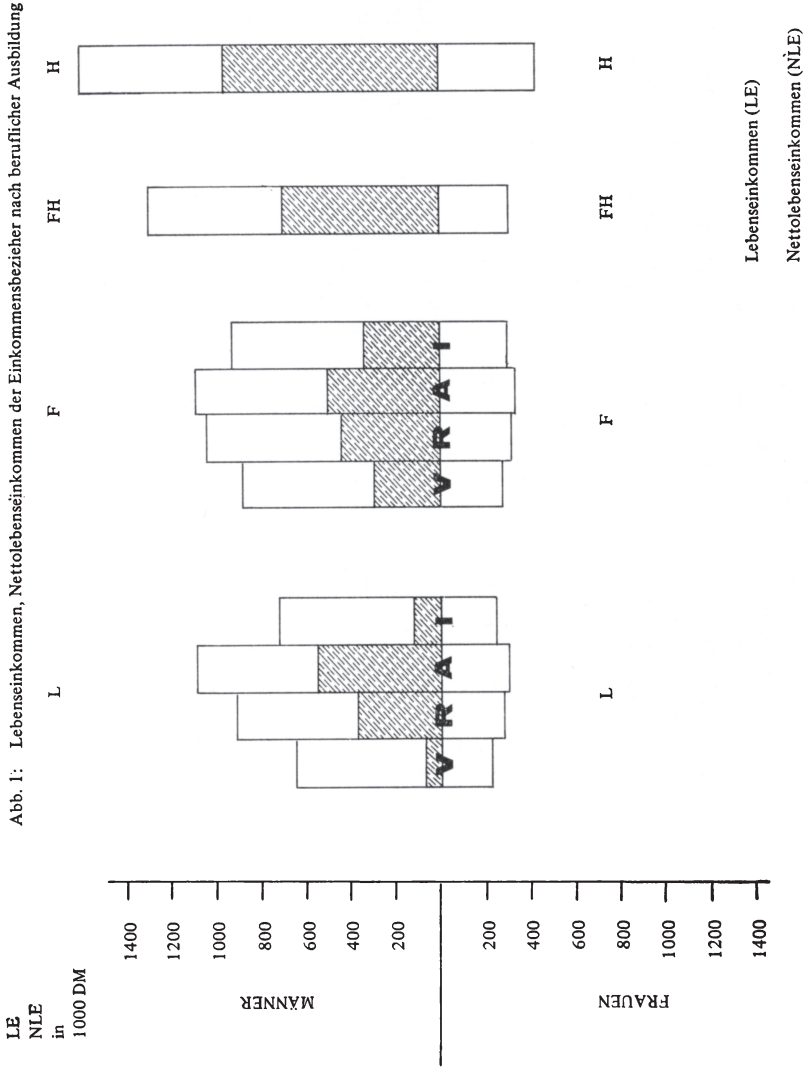 Abb. 1: Lebenseinkommen, Nettolebenseinkommen der Einkommensbezieher nach beruflicher Ausbildung
LE
NLE
in
1000 DM
L F FH H
MÄNNER
1400
1200
1000
800
600
400
200
V R A I V R A I
200
400
600
800
1000
1200
1400
FRAUEN
L F FH H
Lebenseinkommen (LE)
Nettolebenseinkommen (NLE)